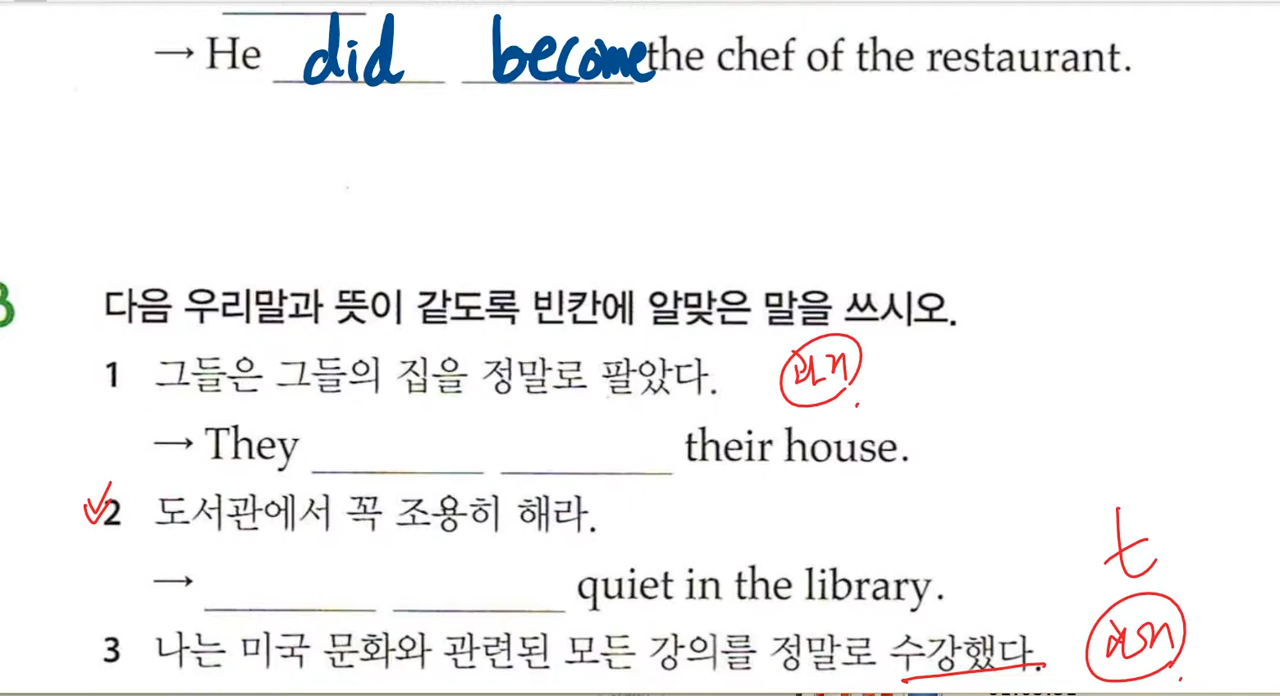 → He did become the chef of the restaurant.
다음 우리말과 뜻이 같도록 빈칸에 알맞은 말을 쓰시오.
1 그들은 그들의 집을 정말로 팔았다. 과거
→ They their house.
2 도서관에서 꼭 조용히 해라.
→ quiet in the library.
3 나는 미국 문화와 관련된 모든 강의를 정말로 수강했다.